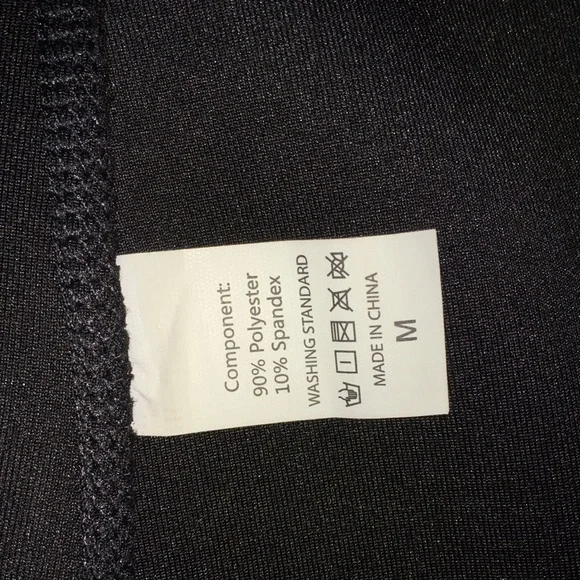 Component:
90% Polyester
10% Spandex
WASHING STANDARD
MADE IN CHINA
M